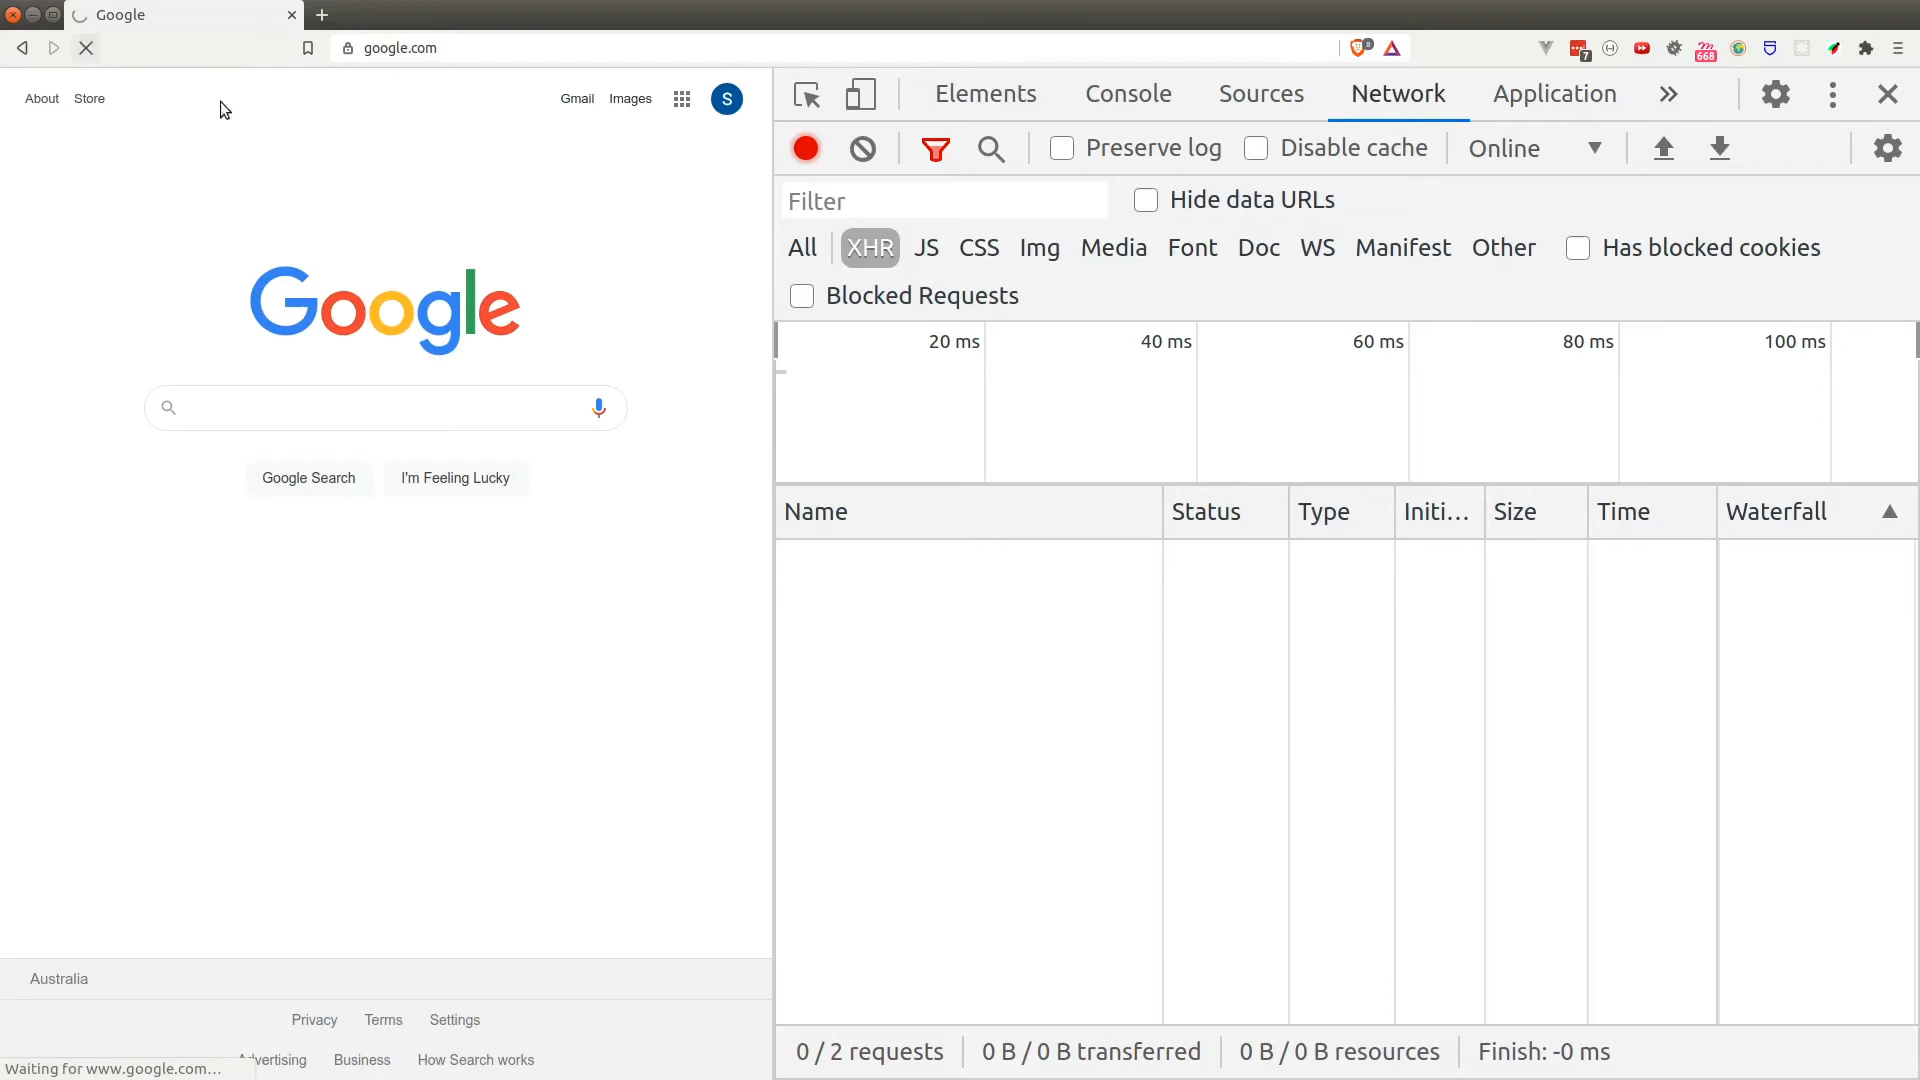 Google
google.com
8
7
668
About Store
Gmail Images
S
Google
Google Search I'm Feeling Lucky
Australia
Privacy Terms Settings
Advertising Business How Search works
Waiting for www.google.com...
Elements Console Sources Network Application
Preserve log Disable cache Online
Filter Hide data URLs
All XHR JS CSS Img Media Font Doc WS Manifest Other Has blocked cookies
Blocked Requests
20 ms 40 ms 60 ms 80 ms 100 ms
Name Status Type Initi... Size Time Waterfall
0 / 2 requests 0 B / 0 B transferred 0 B / 0 B resources Finish: -0 ms